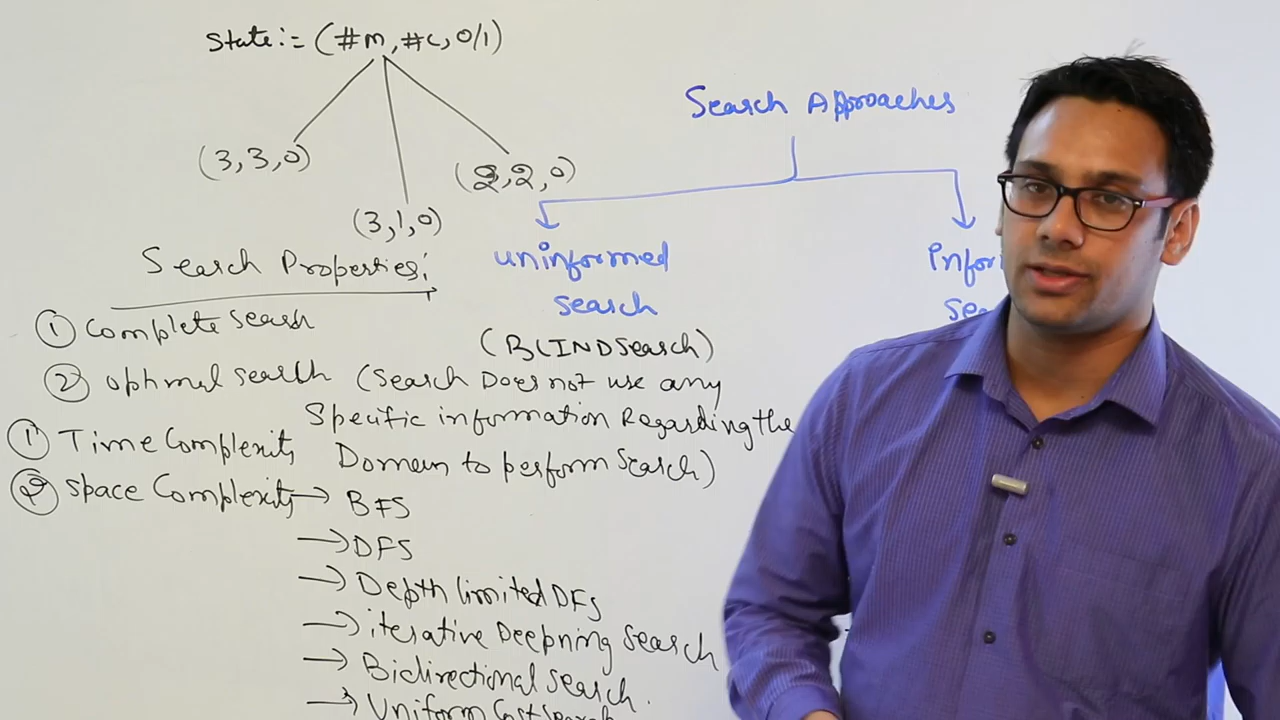 State := (#m, #c, 0/1)
(3,3,0)
(3,1,0)
(2,2,0)
Search Properties:
① Complete Search
② optimal search
① Time Complexity
② Space Complexity
Search Approaches
uninformed
search
(BLIND Search)
(Search Does not use any
Specific information Regarding the
Domain to perform Search)
→ BFS
→ DFS
→ Depth limited DFS
→ iterative Deepning Search
→ Bidirectional Search.
→ Uniform Cost Search
Infor
Sea